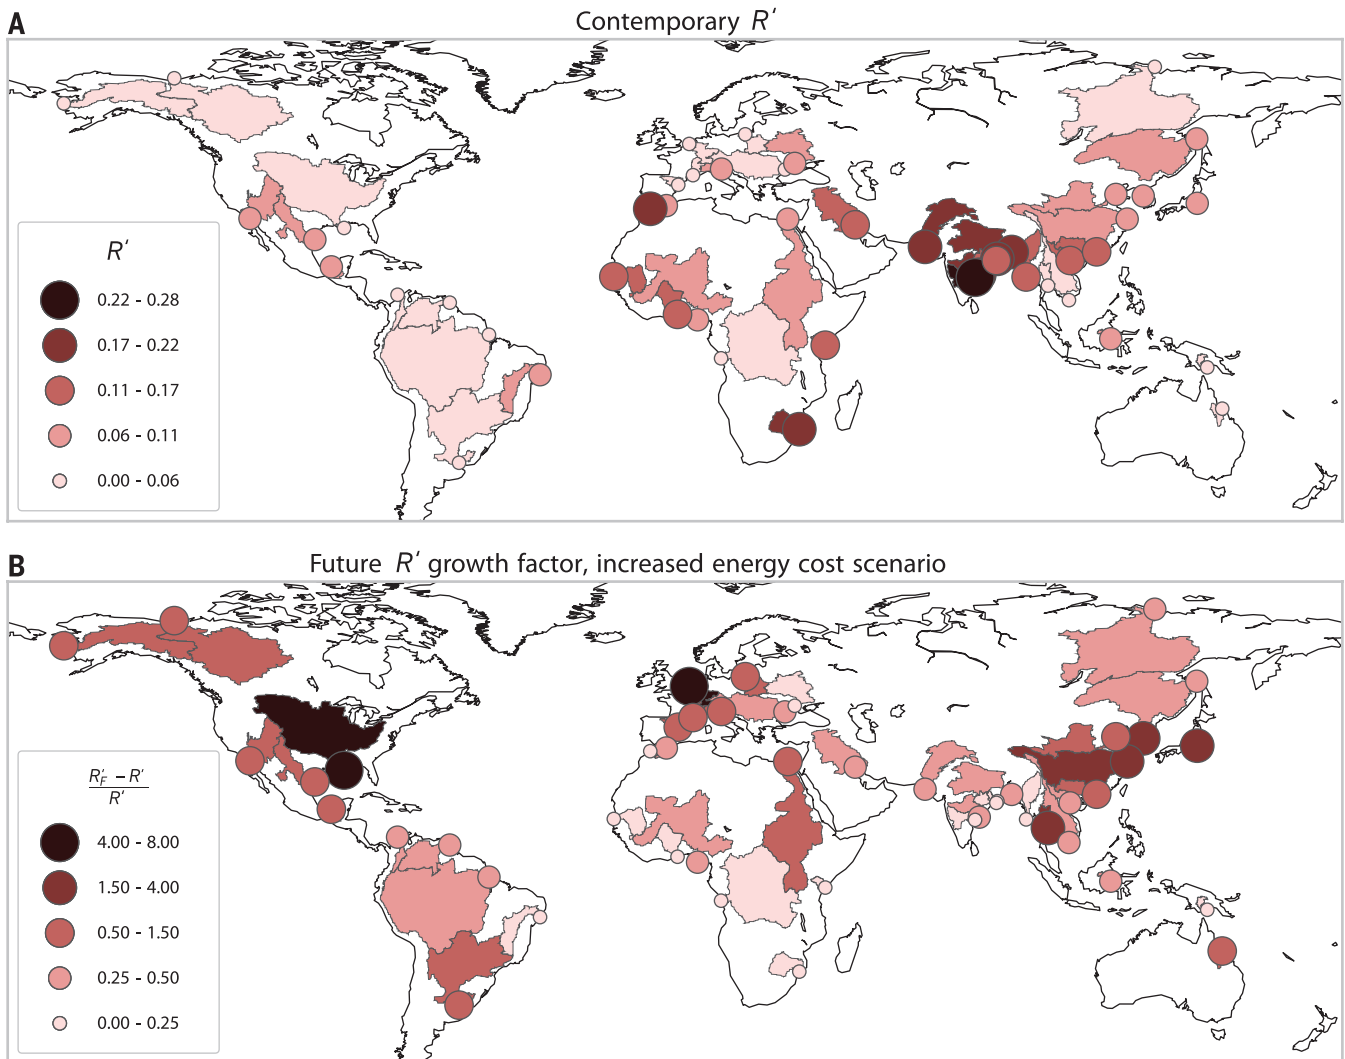 A
Contemporary R′
R′
0.22 - 0.28
0.17 - 0.22
0.11 - 0.17
0.06 - 0.11
0.00 - 0.06
B
Future R′ growth factor, increased energy cost scenario
R′F − R′
R′
4.00 - 8.00
1.50 - 4.00
0.50 - 1.50
0.25 - 0.50
0.00 - 0.25